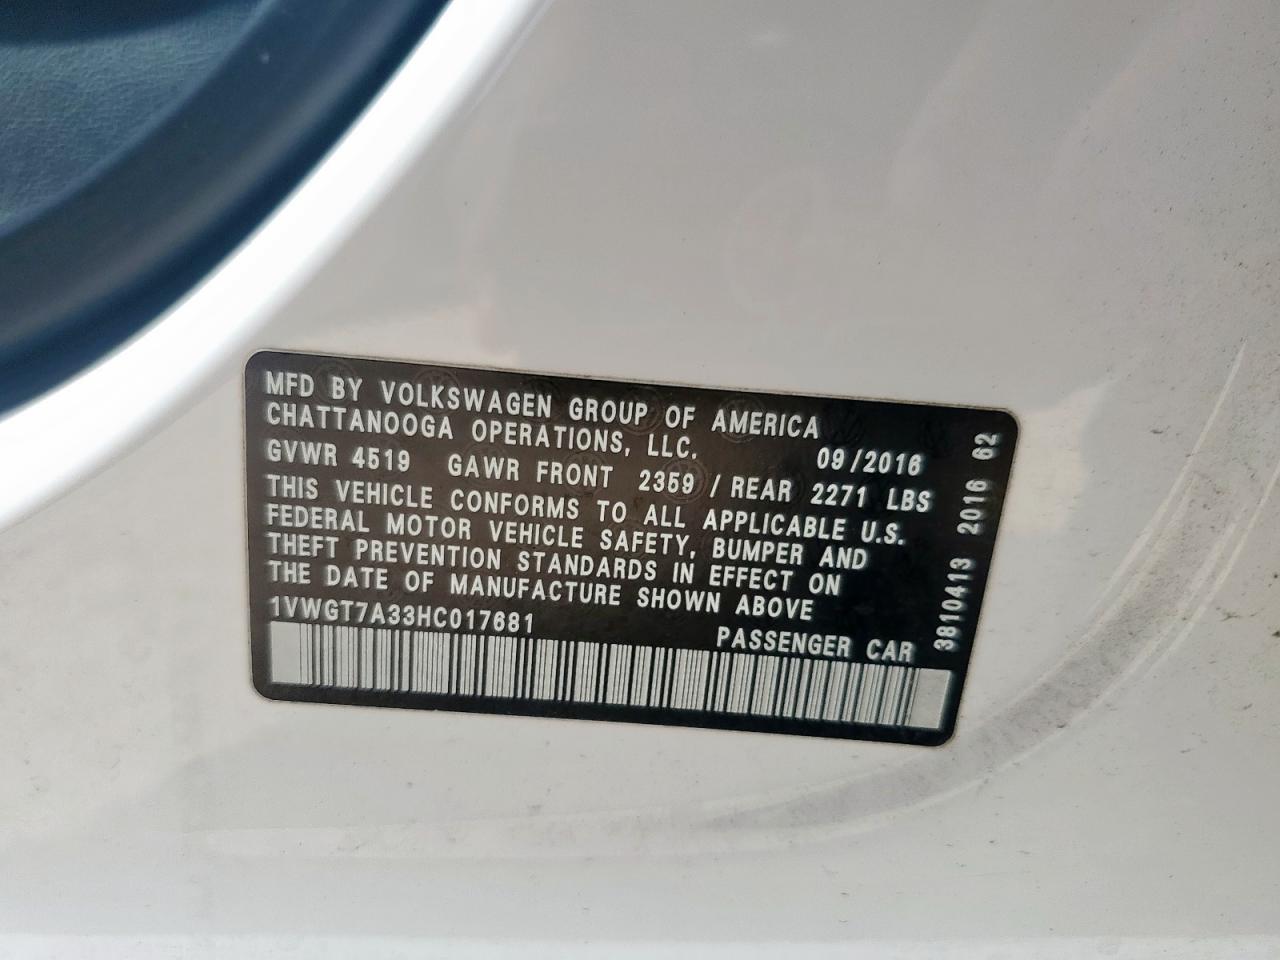 MFD BY VOLKSWAGEN GROUP OF AMERICA
CHATTANOOGA OPERATIONS, LLC.
09/2016
GVWR 4519 GAWR FRONT 2359 / REAR 2271 LBS
THIS VEHICLE CONFORMS TO ALL APPLICABLE U.S.
FEDERAL MOTOR VEHICLE SAFETY, BUMPER AND
THEFT PREVENTION STANDARDS IN EFFECT ON
THE DATE OF MANUFACTURE SHOWN ABOVE
1VWGT7A33HC017681
PASSENGER CAR
3810413 2016 62